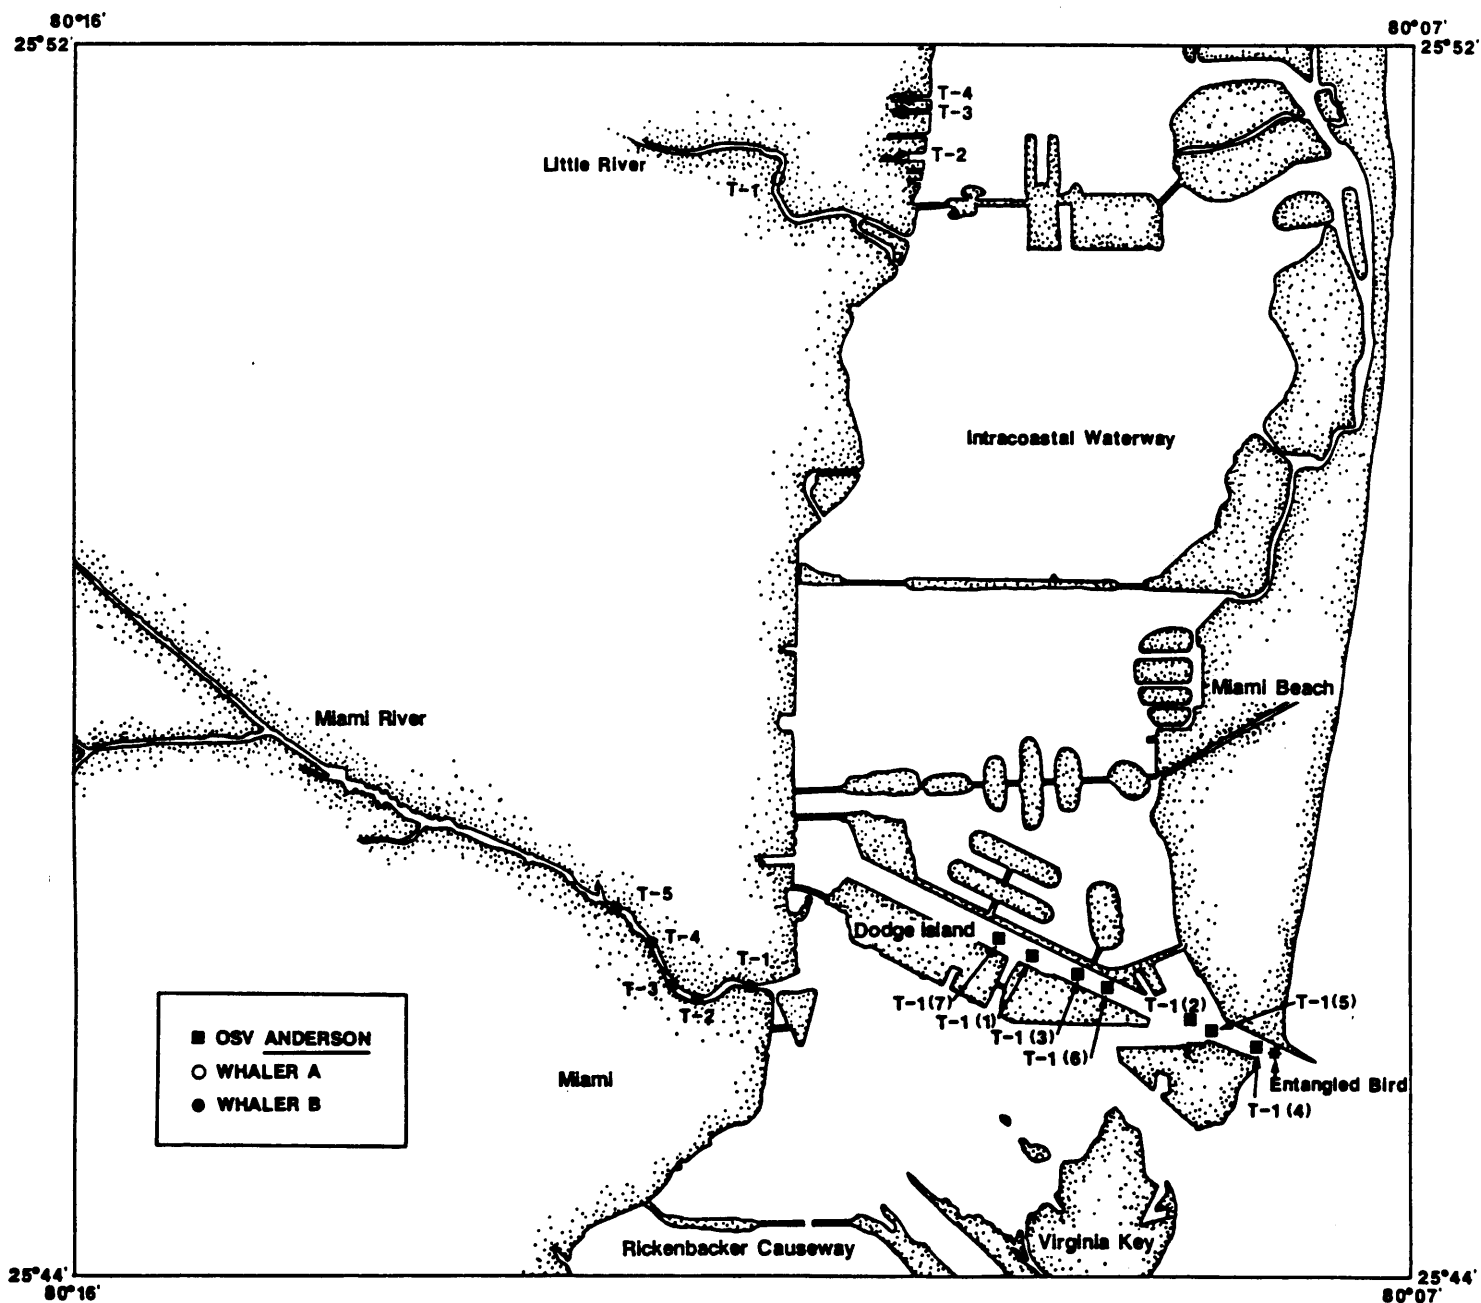 80°16'
80°07'
25°52'
25°52'
T-4
T-3
T-2
Little River
T-1
Intracoastal Waterway
Miami Beach
Miami River
T-5
T-4
T-1
T-3
T-2
Dodge Island
T-1(7)
T-1(1)
T-1(3)
T-1(6)
T-1(2)
T-1(5)
Entangled Bird
T-1(4)
OSV ANDERSON
WHALER A
WHALER B
Miami
Rickenbacker Causeway
Virginia Key
25°44'
25°44'
80°16'
80°07'